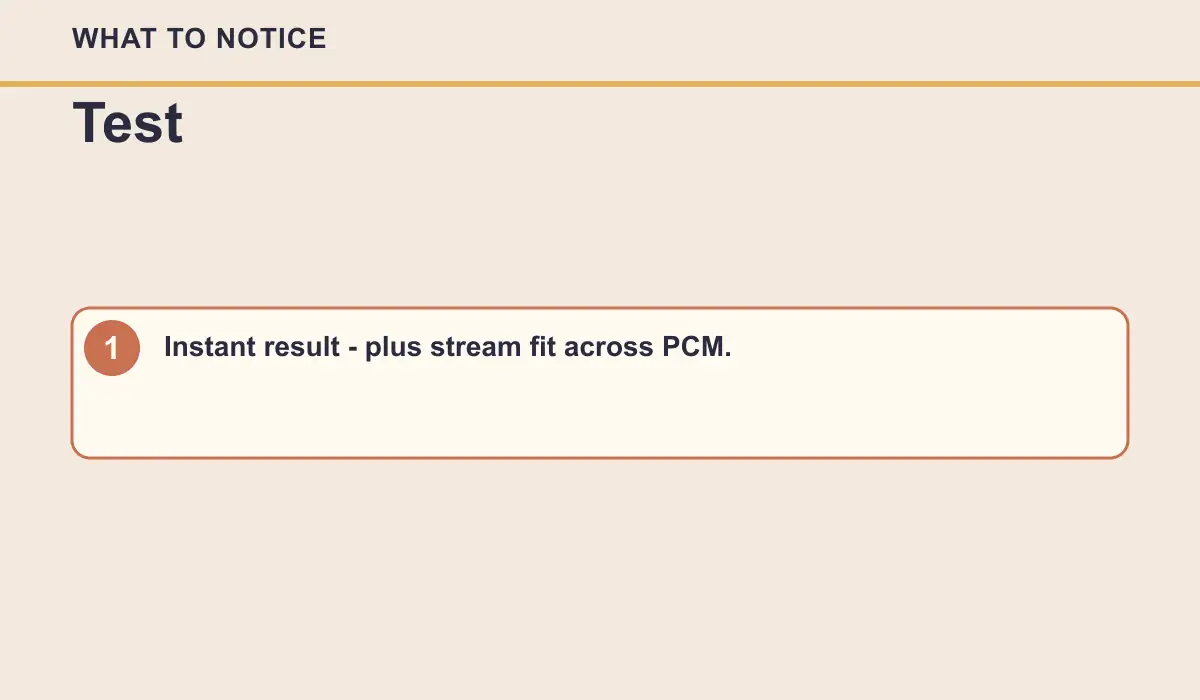 WHAT TO NOTICE
Test
1 Instant result - plus stream fit across PCM.